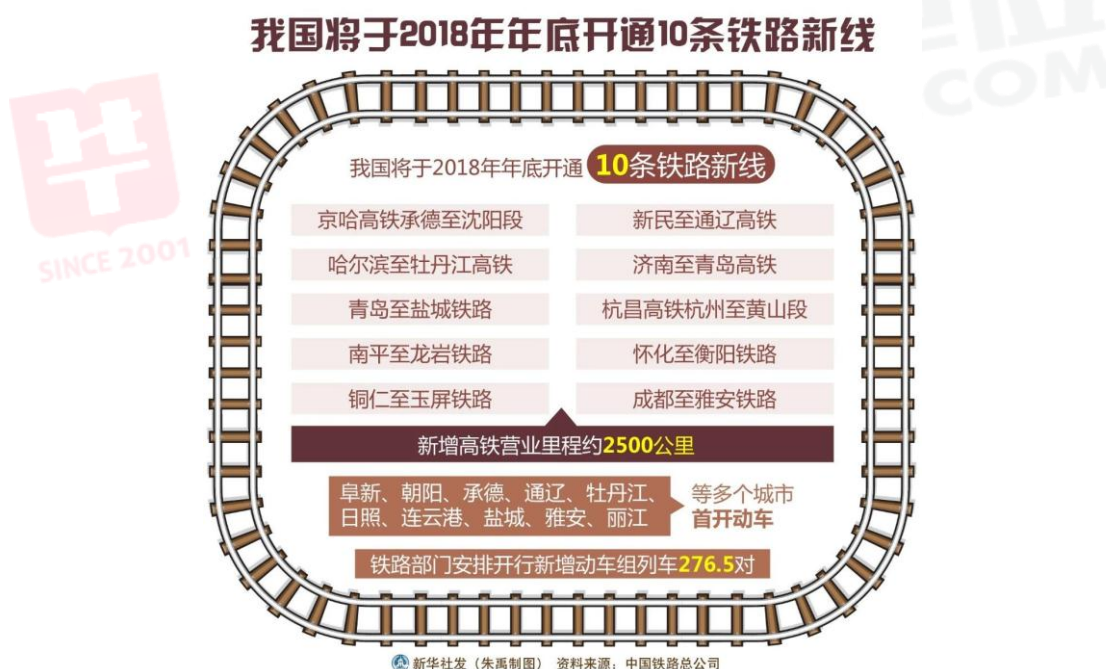 我国将于2018年年底开通10条铁路新线
COM
SINCE 2001
我国将于2018年年底开通 10条铁路新线
京哈高铁承德至沈阳段
新民至通辽高铁
哈尔滨至牡丹江高铁
济南至青岛高铁
青岛至盐城铁路
杭昌高铁杭州至黄山段
南平至龙岩铁路
怀化至衡阳铁路
铜仁至玉屏铁路
成都至雅安铁路
新增高铁营业里程约2500公里
阜新、朝阳、承德、通辽、牡丹江、
日照、连云港、盐城、雅安、丽江
等多个城市
首开动车
铁路部门安排开行新增动车组列车276.5对
新华社发（朱禹制图） 资料来源：中国铁路总公司